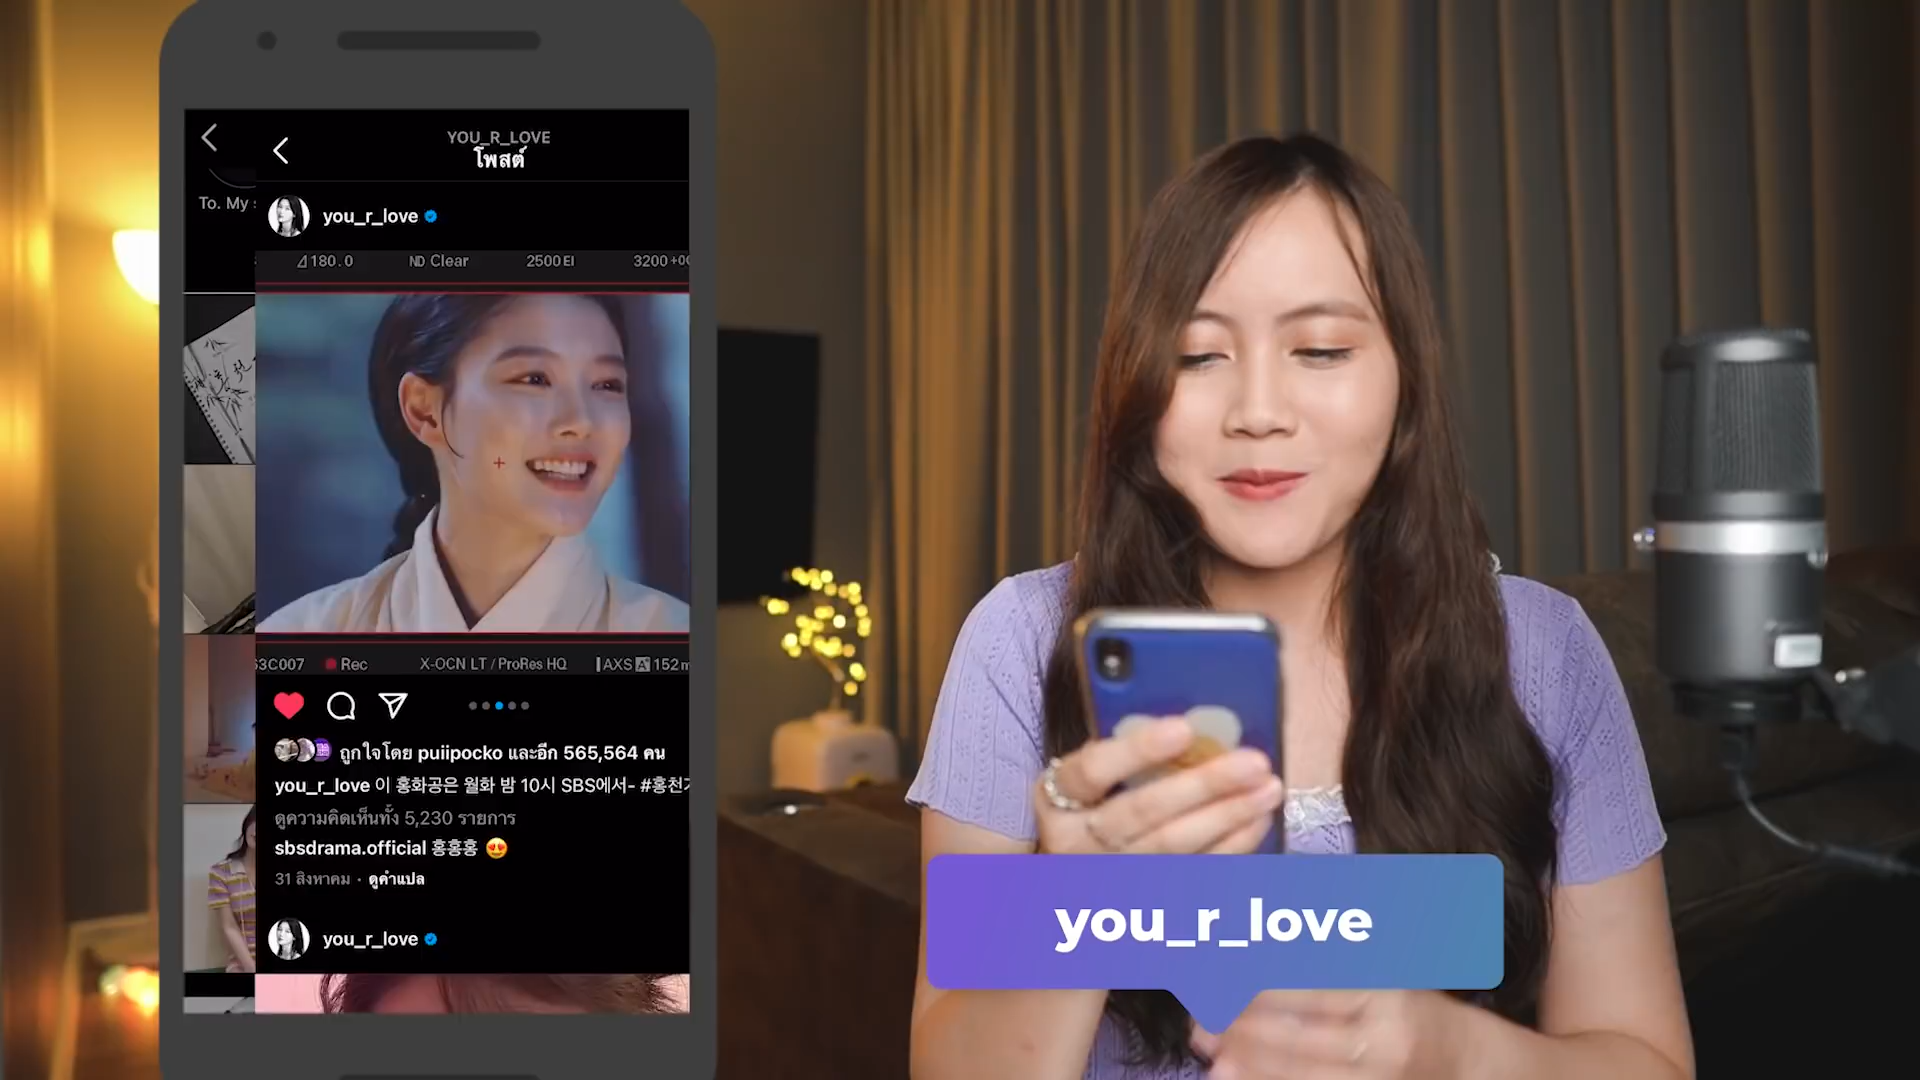 YOU_R_LOVE
โพสต์
To. My
you_r_love
180.0 ND Clear 2500 EI 3200
Rec X-OCN LT / ProRes HQ AXS A 152
ถูกใจโดย puiipocko และอีก 565,564 คน
you_r_love 이 홍화공은 월화 밤 10시 SBS에서- #홍천기
ดูความคิดเห็นทั้ง 5,230 รายการ
sbsdrama.official 홍홍홍 😍
31 สิงหาคม · ดูคำแปล
you_r_love
you_r_love